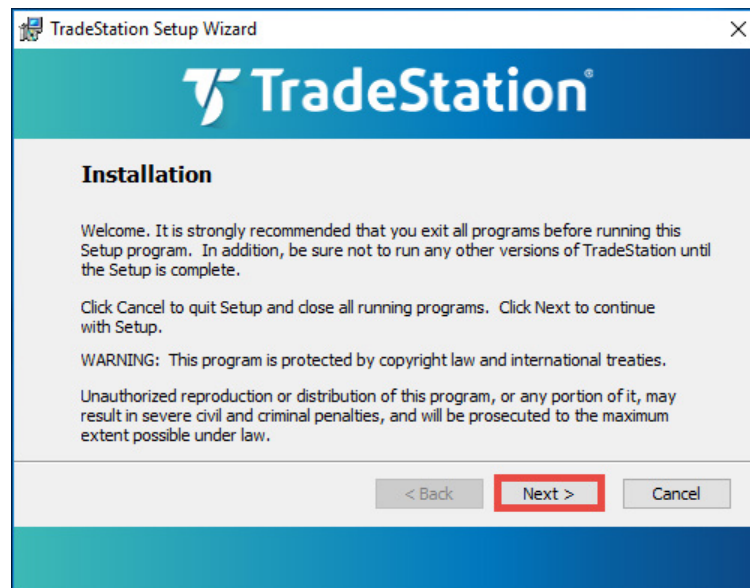 TradeStation Setup Wizard
TradeStation®
Installation
Welcome. It is strongly recommended that you exit all programs before running this
Setup program. In addition, be sure not to run any other versions of TradeStation until
the Setup is complete.
Click Cancel to quit Setup and close all running programs. Click Next to continue
with Setup.
WARNING: This program is protected by copyright law and international treaties.
Unauthorized reproduction or distribution of this program, or any portion of it, may
result in severe civil and criminal penalties, and will be prosecuted to the maximum
extent possible under law.
< Back Next > Cancel